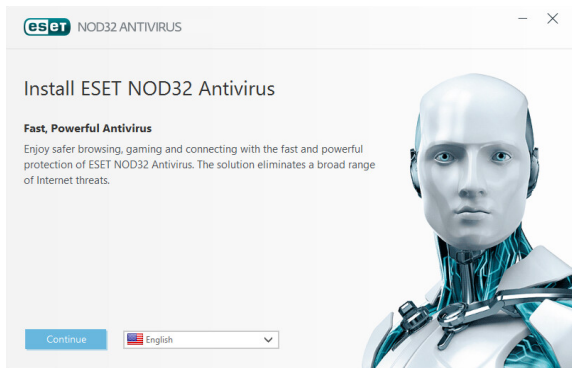 eset NOD32 ANTIVIRUS
Install ESET NOD32 Antivirus
Fast, Powerful Antivirus
Enjoy safer browsing, gaming and connecting with the fast and powerful
protection of ESET NOD32 Antivirus. The solution eliminates a broad range
of Internet threats.
Continue
English